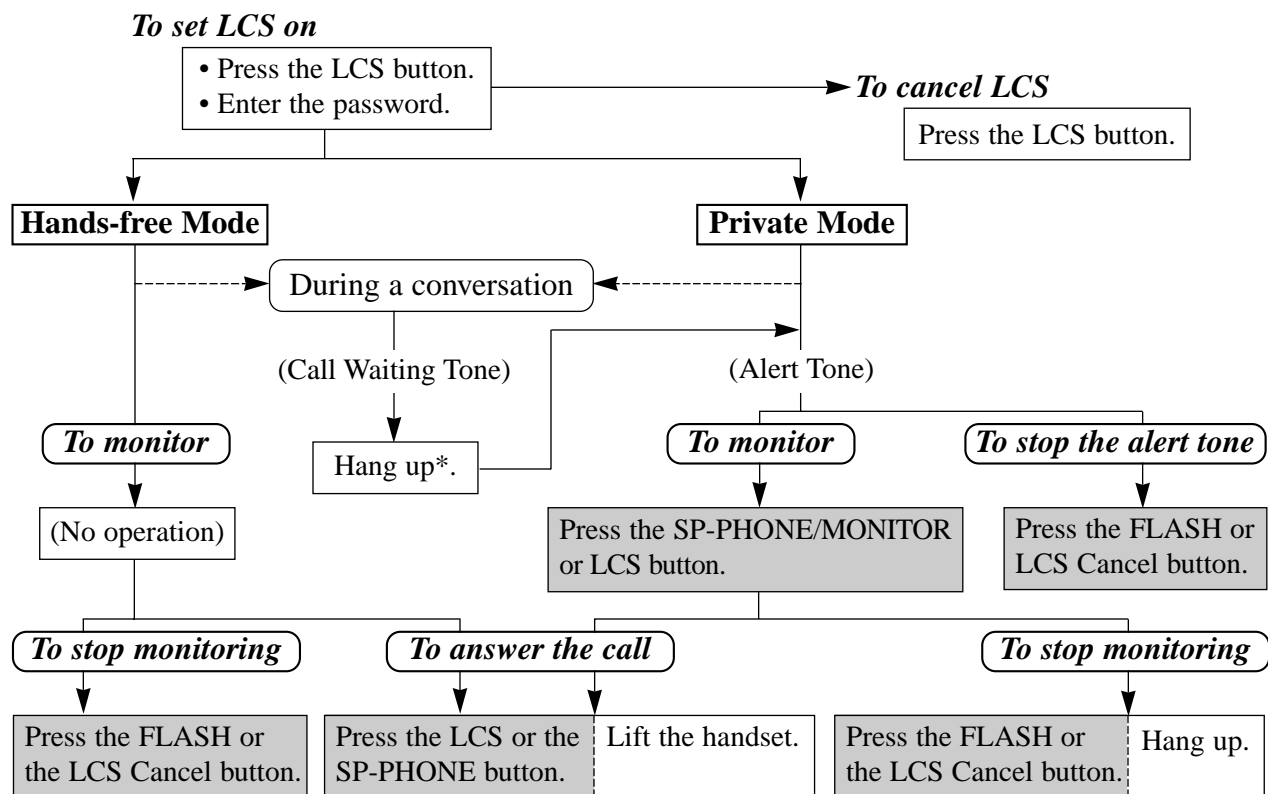 To set LCS on
• Press the LCS button.
• Enter the password.
To cancel LCS
Press the LCS button.
Hands-free Mode
Private Mode
During a conversation
(Call Waiting Tone)
(Alert Tone)
To monitor
Hang up*.
To monitor
To stop the alert tone
(No operation)
Press the SP-PHONE/MONITOR
or LCS button.
Press the FLASH or
LCS Cancel button.
To stop monitoring
To answer the call
To stop monitoring
Press the FLASH or
the LCS Cancel button.
Press the LCS or the
SP-PHONE button.
Lift the handset.
Press the FLASH or
the LCS Cancel button.
Hang up.